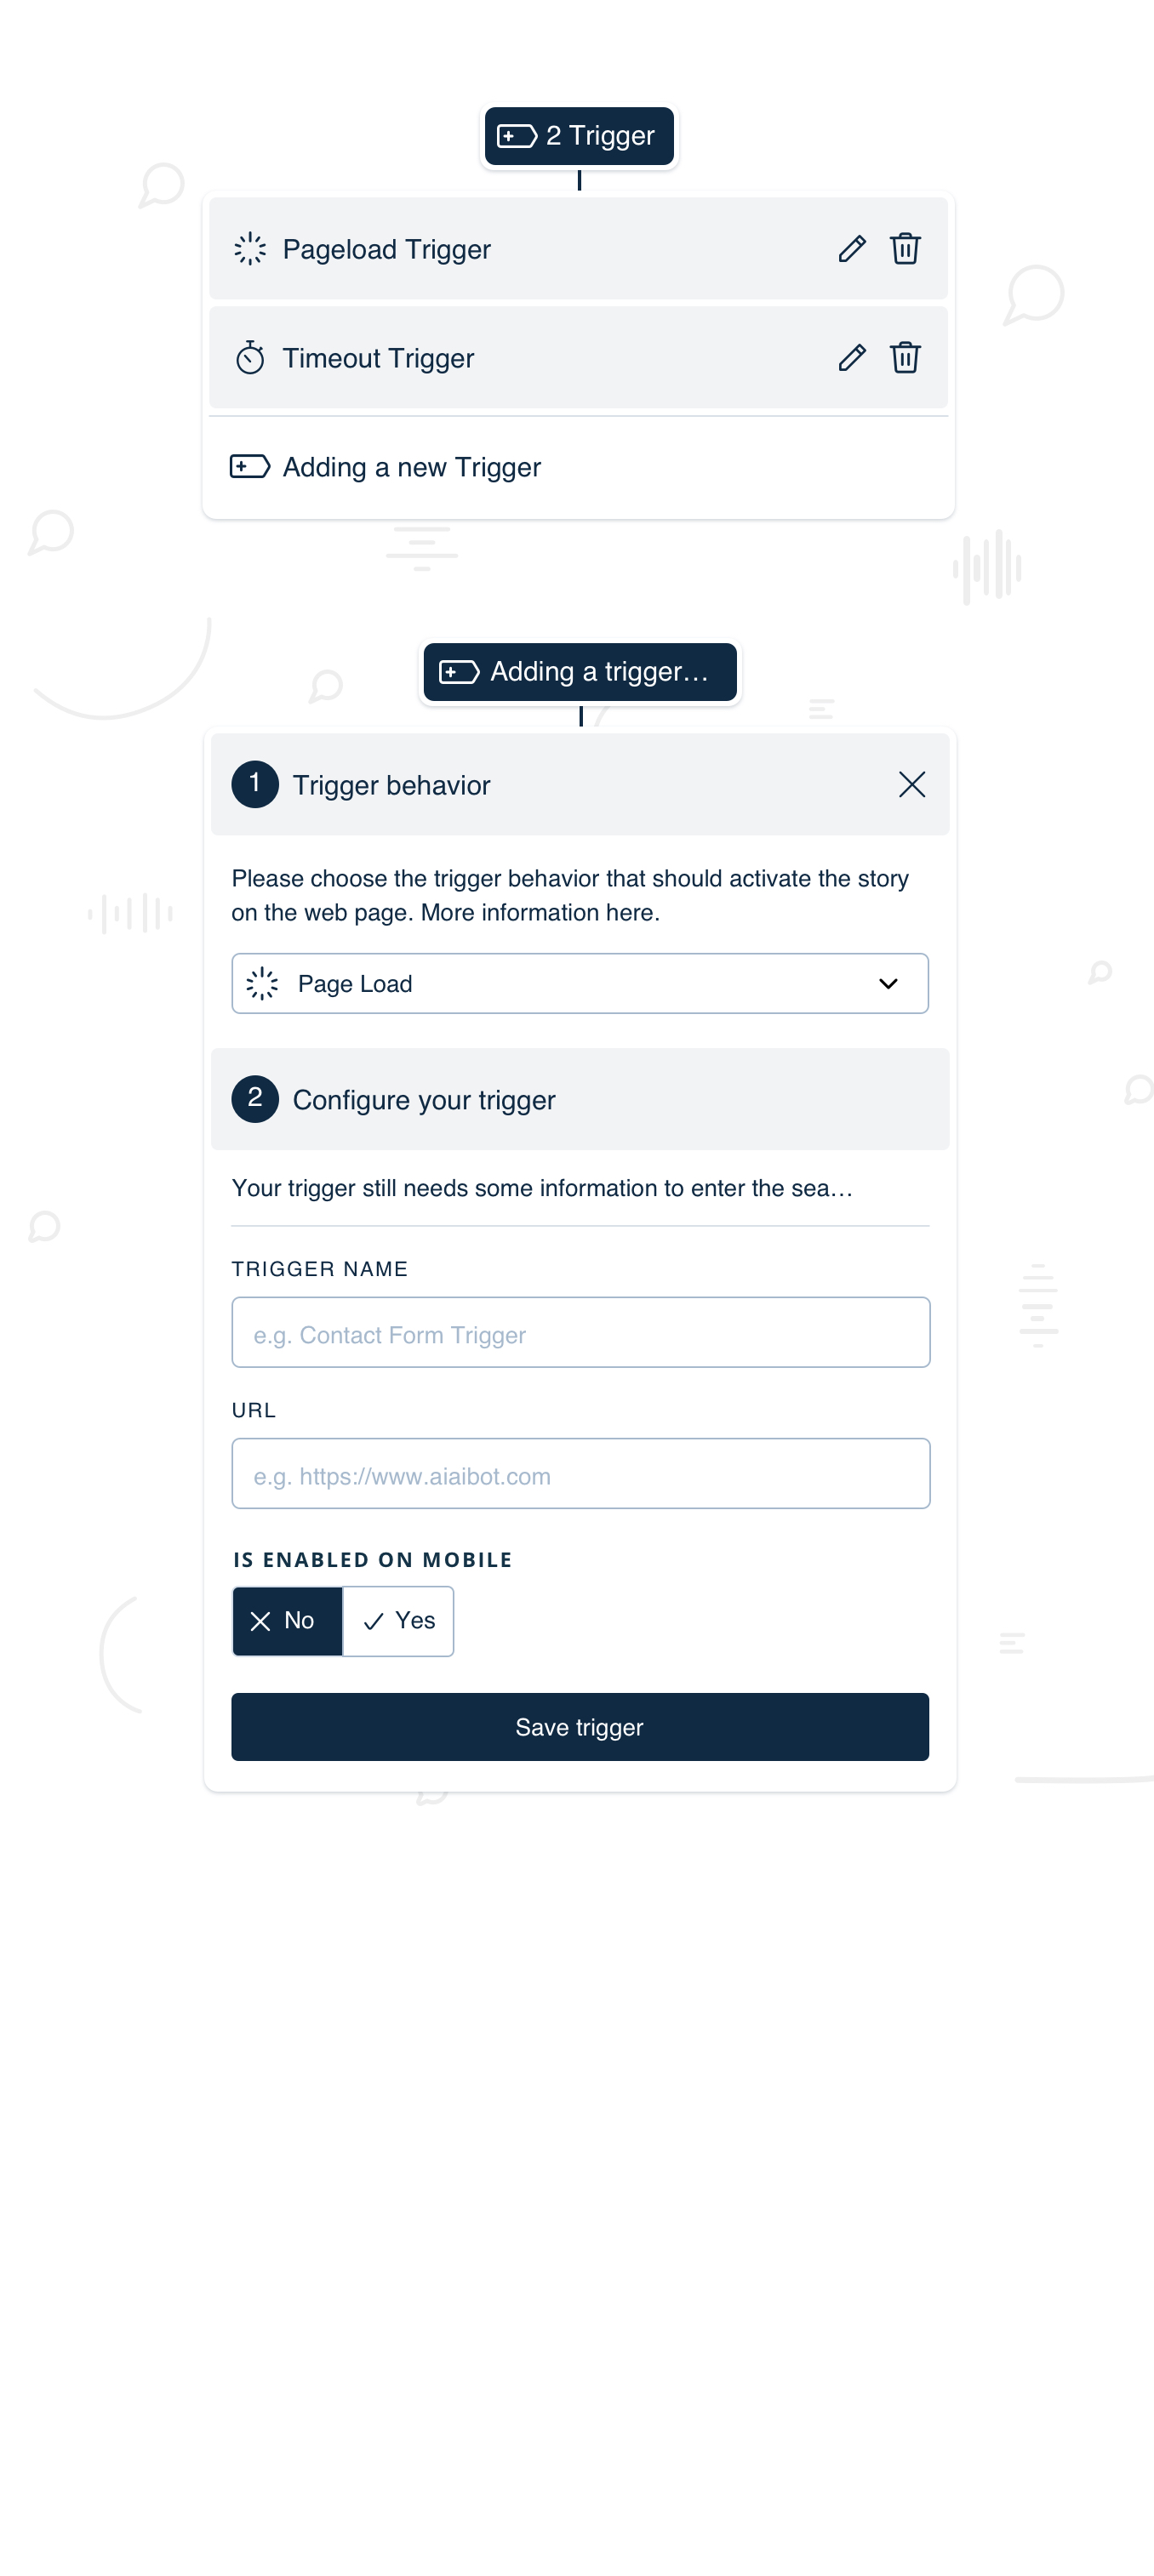 2 Trigger
Pageload Trigger
Timeout Trigger
Adding a new Trigger
Adding a trigger...
1 Trigger behavior
Please choose the trigger behavior that should activate the story
on the web page. More information here.
Page Load
2 Configure your trigger
Your trigger still needs some information to enter the sea...
TRIGGER NAME
e.g. Contact Form Trigger
URL
e.g. https://www.aiaibot.com
IS ENABLED ON MOBILE
No Yes
Save trigger